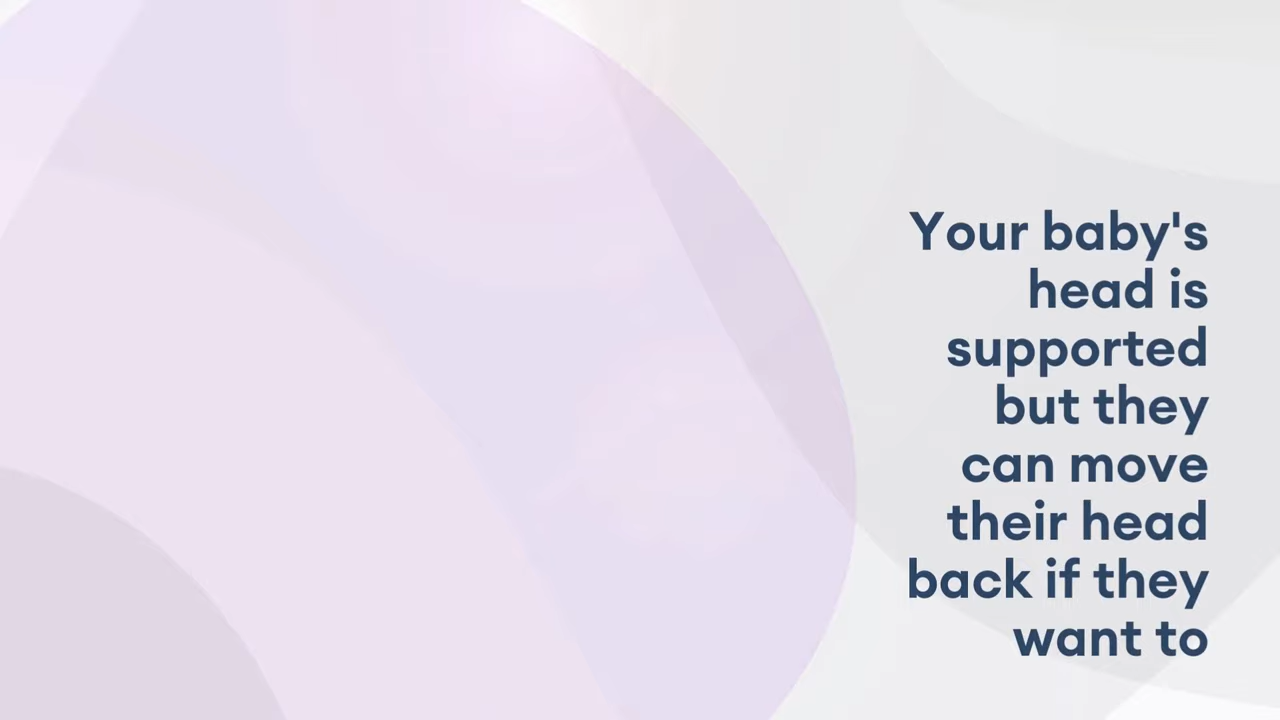 Your baby's
head is
supported
but they
can move
their head
back if they
want to